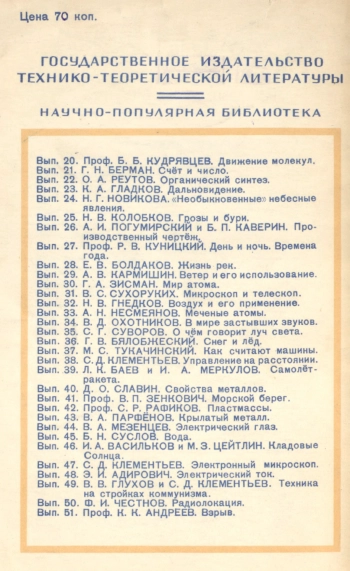 Цена 70 коп.
ГОСУДАРСТВЕННОЕ ИЗДАТЕЛЬСТВО
ТЕХНИКО-ТЕОРЕТИЧЕСКОЙ ЛИТЕРАТУРЫ
НАУЧНО-ПОПУЛЯРНАЯ БИБЛИОТЕКА
Вып. 20. Проф. Б. Б. КУДРЯВЦЕВ. Движение молекул.
Вып. 21. Г. Н. БЕРМАН. Счёт и число.
Вып. 22. О. А. РЕУТОВ. Органический синтез.
Вып. 23. К. А. ГЛАДКОВ. Дальновидение.
Вып. 24. Н. Г. НОВИКОВА. «Необыкновенные» небесные
явления.
Вып. 25. Н. В. КОЛОБКОВ. Грозы и бури.
Вып. 26. А. И. ПОГУМИРСКИЙ и Б. П. КАВЕРИН. Про-
изводственный чертёж.
Вып. 27. Проф. Р. В. КУНИЦКИЙ. День и ночь. Времена
года.
Вып. 28. Е. В. БОЛДАКОВ. Жизнь рек.
Вып. 29. А. В. КАРМИШИН. Ветер и его использование.
Вып. 30. Г. А. ЗИСМАН. Мир атома.
Вып. 31. В. С. СУХОРУКИХ. Микроскоп и телескоп.
Вып. 32. Н. В. ГНЕДКОВ. Воздух и его применение.
Вып. 33. А. Н. НЕСМЕЯНОВ. Меченые атомы.
Вып. 34. В. Д. ОХОТНИКОВ. В мире застывших звуков.
Вып. 35. С. Г. СУВОРОВ. О чём говорит луч света.
Вып. 36. Г. В. БЯЛОБЖЕСКИЙ. Снег и лёд.
Вып. 37. М. С. ТУКАЧИНСКИЙ. Как считают машины.
Вып. 38. С. Д. КЛЕМЕНТЬЕВ. Управление на расстоянии.
Вып. 39. Л. К. БАЕВ и И. А. МЕРКУЛОВ. Самолёт-
ракета.
Вып. 40. Д. О. СЛАВИН. Свойства металлов.
Вып. 41. Проф. В. П. ЗЕНКОВИЧ. Морской берег.
Вып. 42. Проф. С. Р. РАФИКОВ. Пластмассы.
Вып. 43. В. А. ПАРФЁНОВ. Крылатый металл.
Вып. 44. В. А. МЕЗЕНЦЕВ. Электрический глаз.
Вып. 45. Б. Н. СУСЛОВ. Вода.
Вып. 46. И. А. ВАСИЛЬКОВ и М. З. ЦЕЙТЛИН. Кладовые
Солнца.
Вып. 47. С. Д. КЛЕМЕНТЬЕВ. Электронный микроскоп.
Вып. 48. Э. И. АДИРОВИЧ. Электрический ток.
Вып. 49. В. В. ГЛУХОВ и С. Д. КЛЕМЕНТЬЕВ. Техника
на стройках коммунизма.
Вып. 50. Ф. И. ЧЕСТНОВ. Радиолокация.
Вып. 51. Проф. К. К. АНДРЕЕВ. Взрыв.